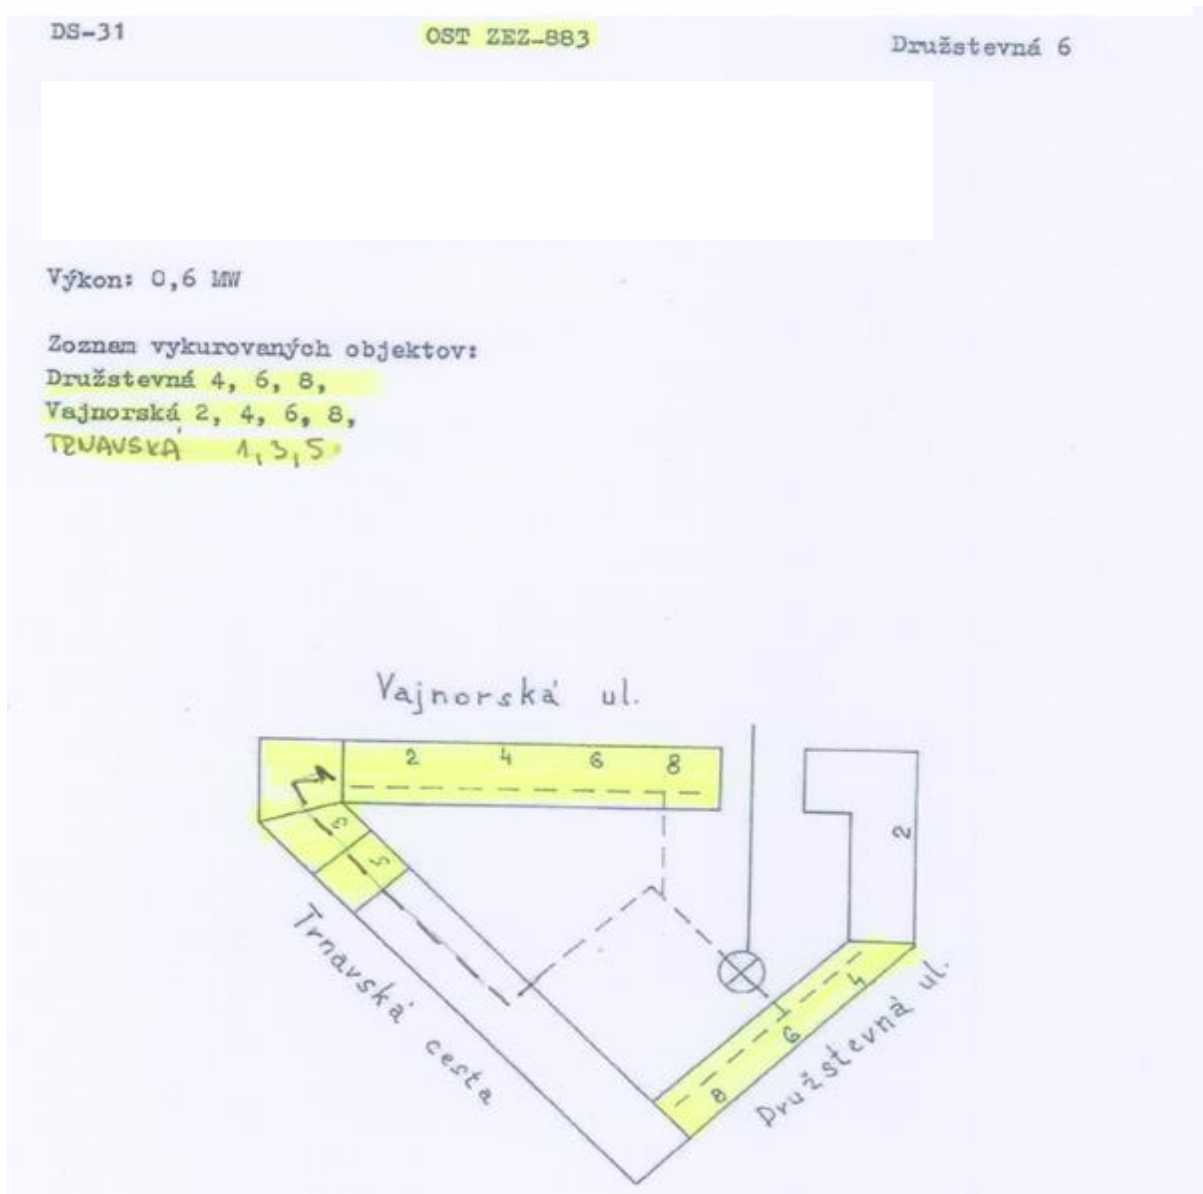 DS-31 OST ZEZ-883 Družstevná 6
Výkon: 0,6 MW
Zoznam vykurovaných objektov:
Družstevná 4, 6, 8,
Vajnorská 2, 4, 6, 8,
TRNAVSKÁ 1,3,5
Vajnorská ul.
2 4 6 8
2
3
5
4
6
8
Trnavská cesta
Družstevná ul.